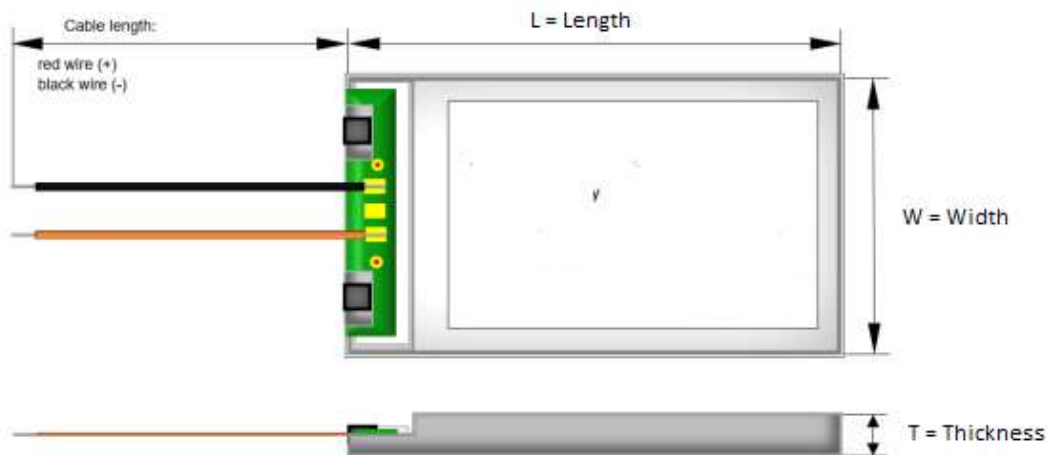 Cable length:
L = Length
red wire (+)
black wire (-)
y
W = Width
T = Thickness